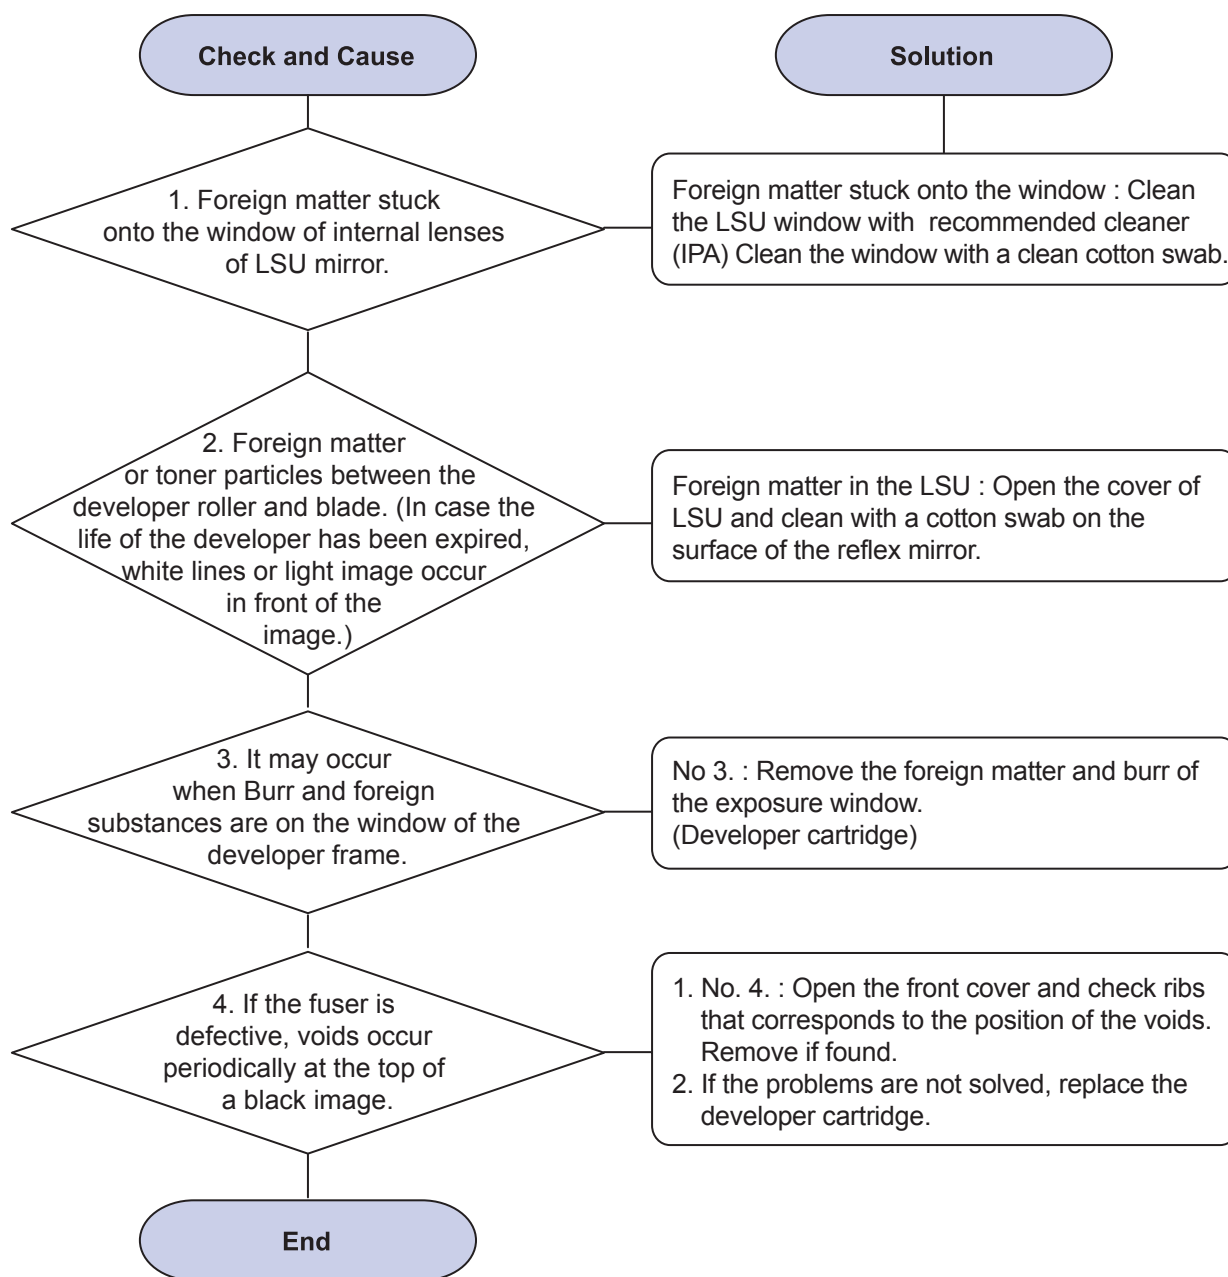 Check and Cause
Solution
1. Foreign matter stuck
onto the window of internal lenses
of LSU mirror.
Foreign matter stuck onto the window : Clean
the LSU window with recommended cleaner
(IPA) Clean the window with a clean cotton swab.
2. Foreign matter
or toner particles between the
developer roller and blade. (In case the
life of the developer has been expired,
white lines or light image occur
in front of the
image.)
Foreign matter in the LSU : Open the cover of
LSU and clean with a cotton swab on the
surface of the reflex mirror.
3. It may occur
when Burr and foreign
substances are on the window of the
developer frame.
No 3. : Remove the foreign matter and burr of
the exposure window.
(Developer cartridge)
4. If the fuser is
defective, voids occur
periodically at the top of
a black image.
1. No. 4. : Open the front cover and check ribs
that corresponds to the position of the voids.
Remove if found.
2. If the problems are not solved, replace the
developer cartridge.
End